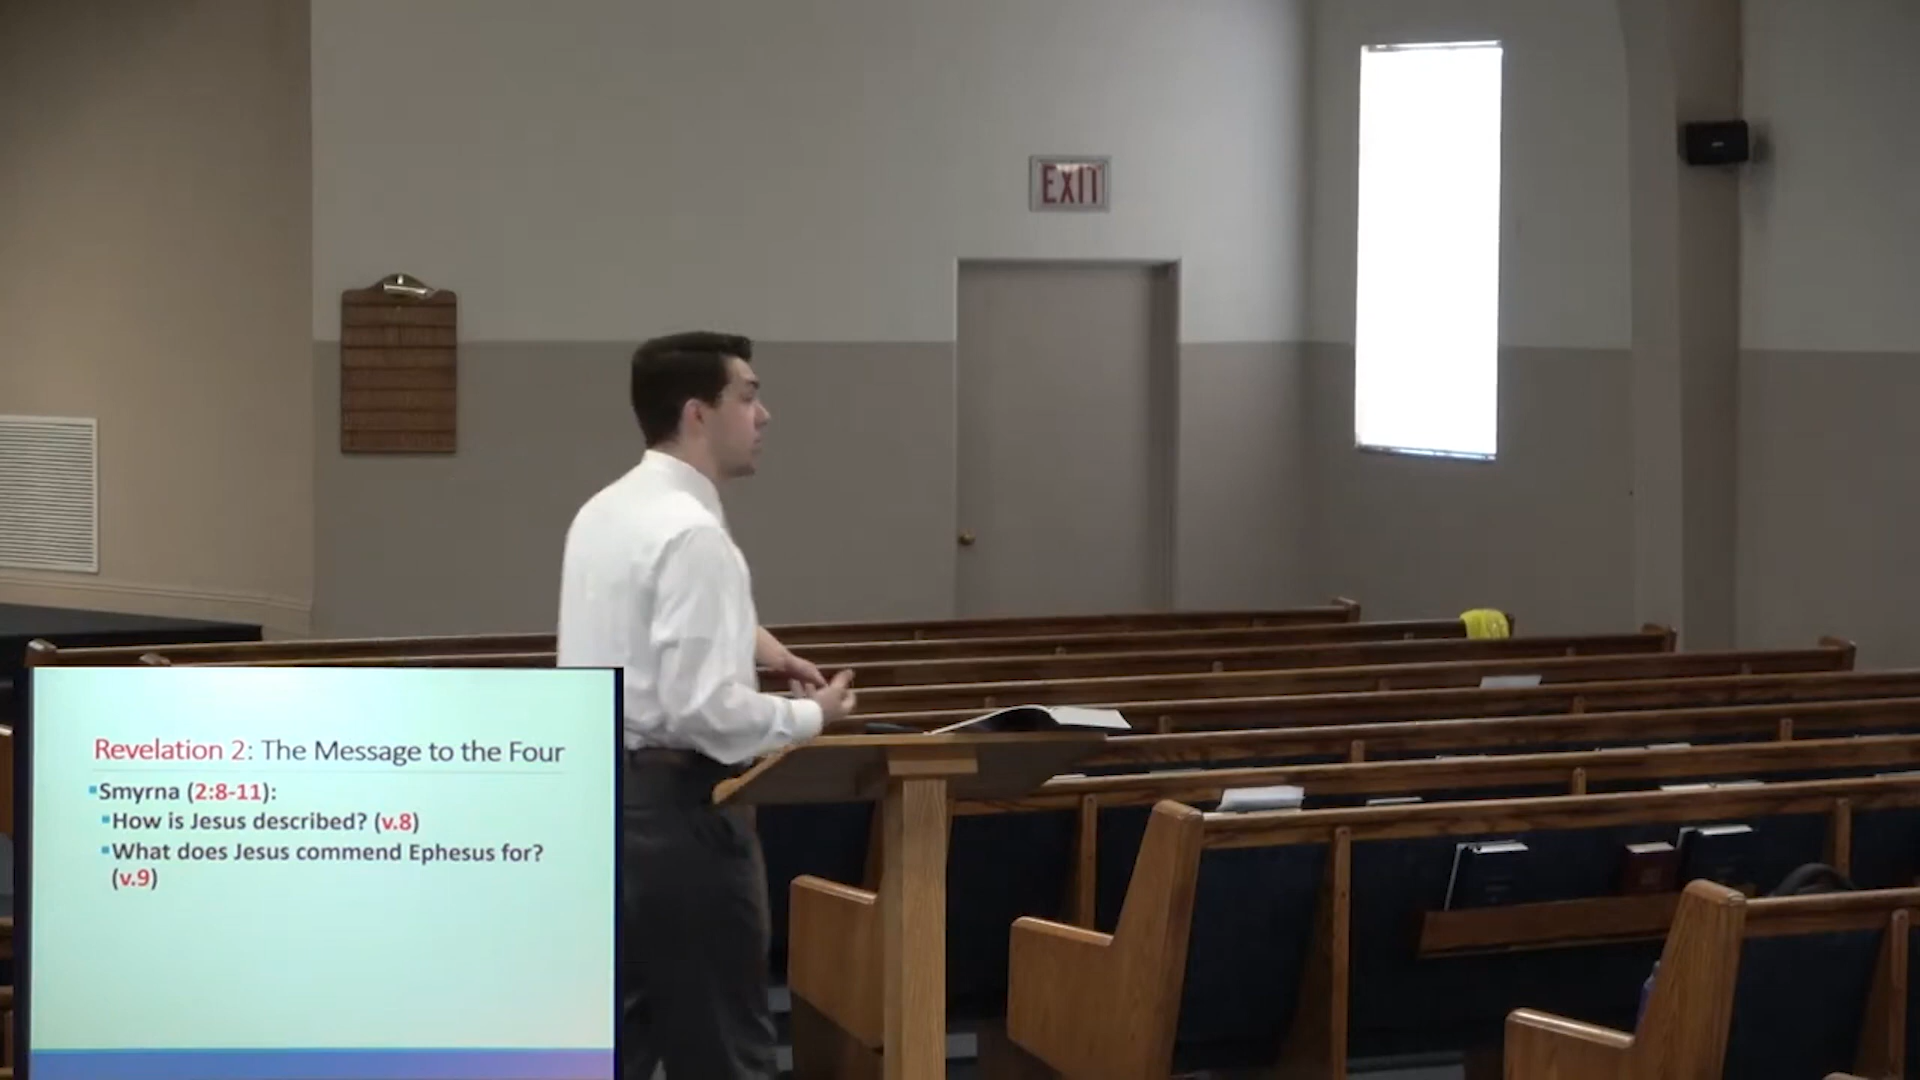 EXIT
Revelation 2: The Message to the Four
Smyrna (2:8-11):
How is Jesus described? (v.8)
What does Jesus commend Ephesus for?
(v.9)